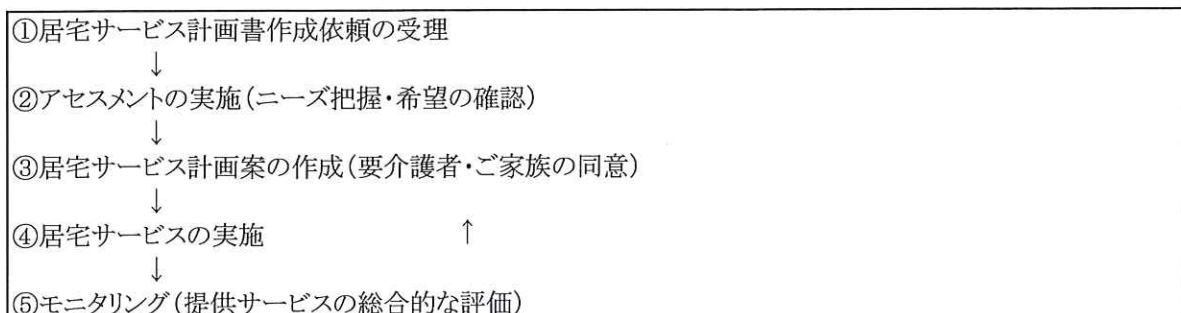 ①居宅サービス計画書作成依頼の受理
↓
②アセスメントの実施(ニーズ把握・希望の確認)
↓
③居宅サービス計画案の作成(要介護者・ご家族の同意)
↓
④居宅サービスの実施 ↑
↓
⑤モニタリング(提供サービスの総合的な評価)